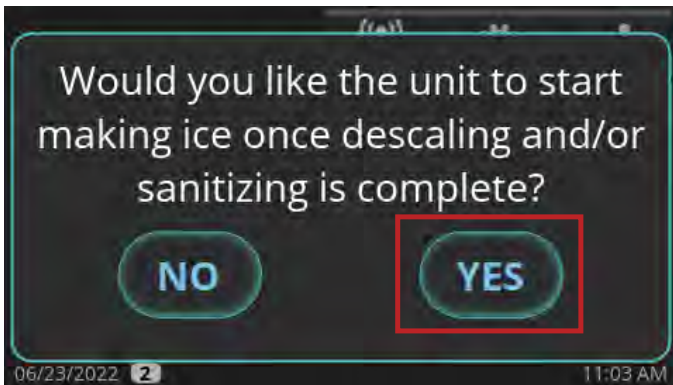 Would you like the unit to start
making ice once descaling and/or
sanitizing is complete?
NO YES
06/23/2022 2 11:03 AM